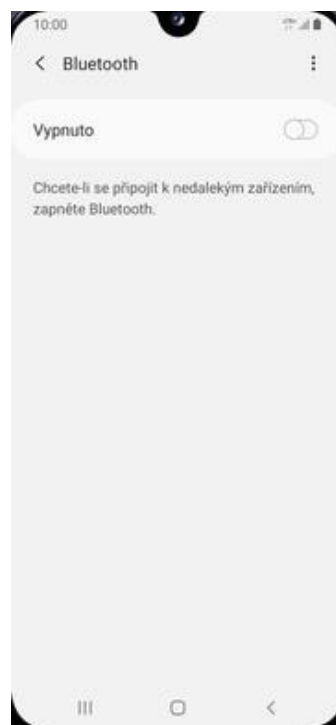 10:00
Bluetooth
Vypnuto
Chcete-li se připojit k nedalekým zařízením,
zapněte Bluetooth.